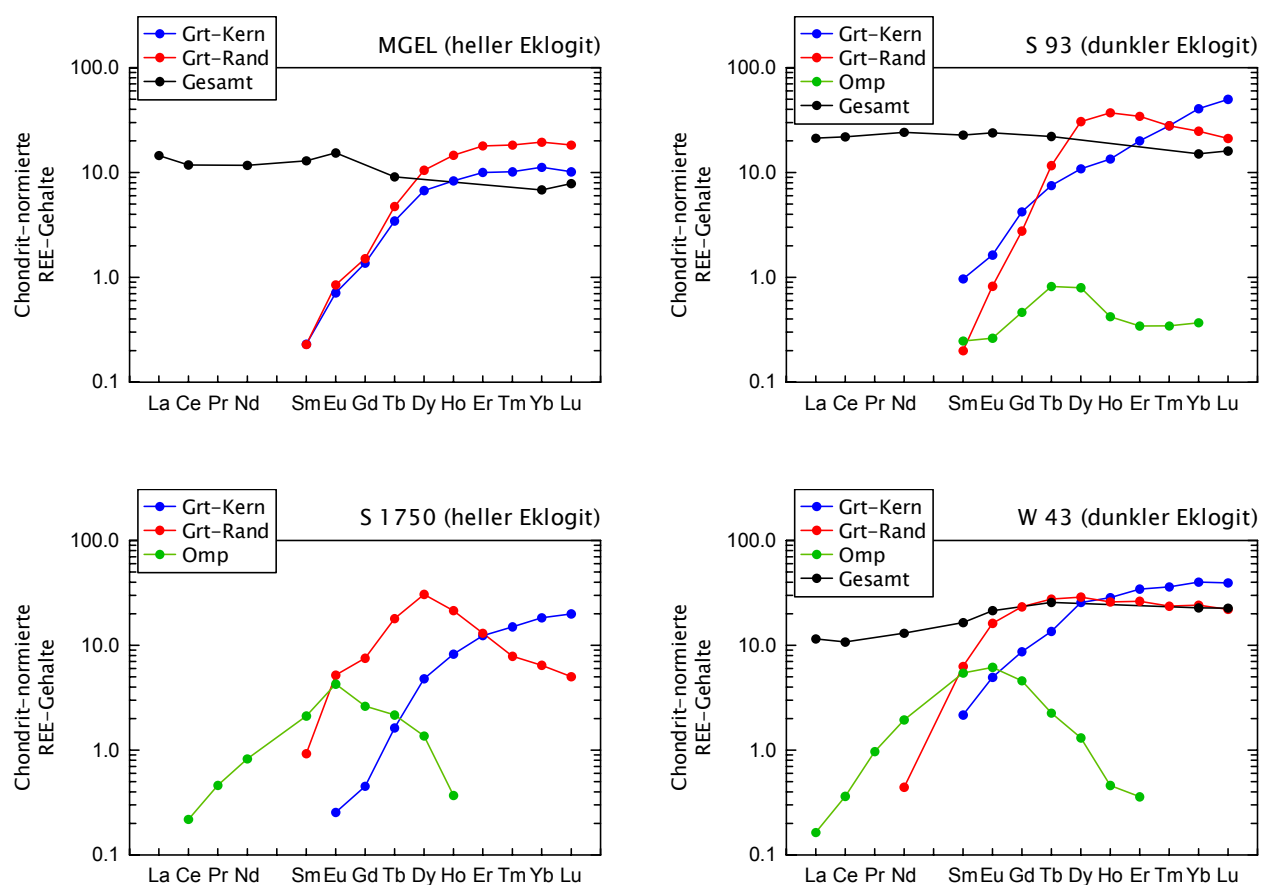 Grt–Kern
Grt–Rand
Gesamt
MGEL (heller Eklogit)
Chondrit–normierte
REE–Gehalte
100.0
10.0
1.0
0.1
La Ce Pr Nd Sm Eu Gd Tb Dy Ho Er Tm Yb Lu
Grt–Kern
Grt–Rand
Omp
Gesamt
S 93 (dunkler Eklogit)
Chondrit–normierte
REE–Gehalte
100.0
10.0
1.0
0.1
La Ce Pr Nd Sm Eu Gd Tb Dy Ho Er Tm Yb Lu
Grt–Kern
Grt–Rand
Omp
S 1750 (heller Eklogit)
Chondrit–normierte
REE–Gehalte
100.0
10.0
1.0
0.1
La Ce Pr Nd Sm Eu Gd Tb Dy Ho Er Tm Yb Lu
Grt–Kern
Grt–Rand
Omp
Gesamt
W 43 (dunkler Eklogit)
Chondrit–normierte
REE–Gehalte
100.0
10.0
1.0
0.1
La Ce Pr Nd Sm Eu Gd Tb Dy Ho Er Tm Yb Lu